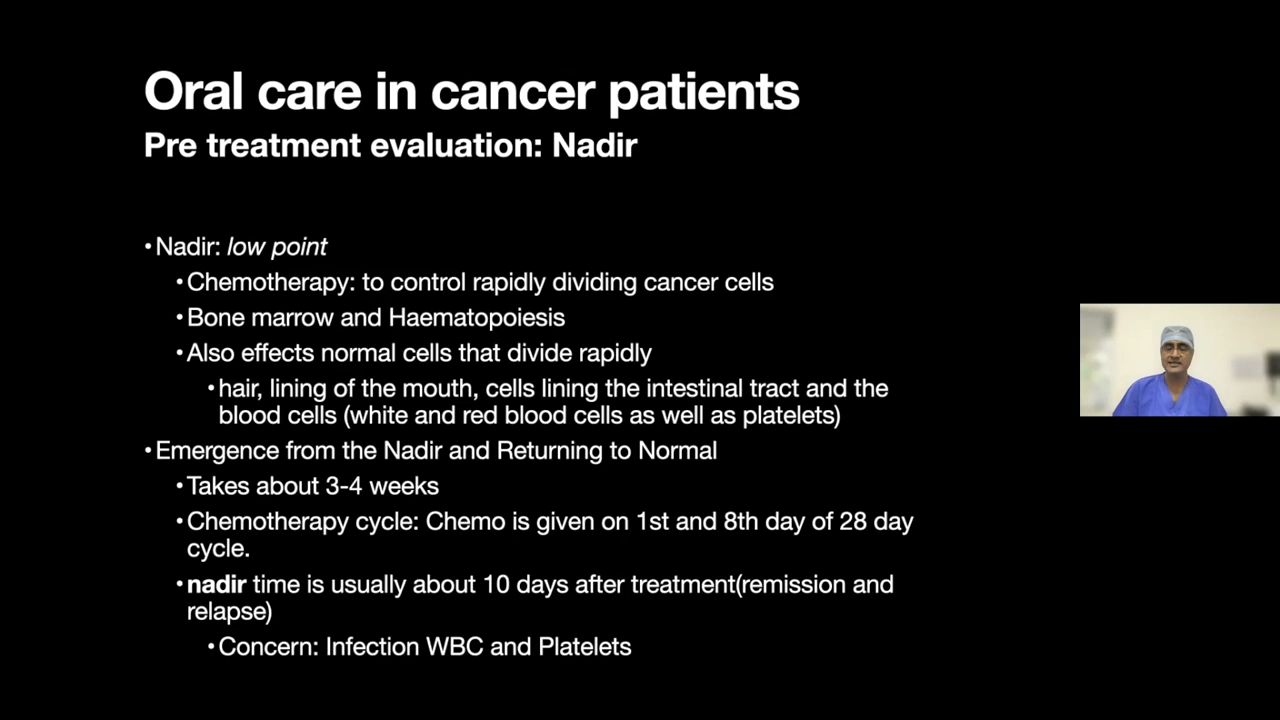 Oral care in cancer patients
Pre treatment evaluation: Nadir
• Nadir: low point
• Chemotherapy: to control rapidly dividing cancer cells
• Bone marrow and Haematopoiesis
• Also effects normal cells that divide rapidly
• hair, lining of the mouth, cells lining the intestinal tract and the
blood cells (white and red blood cells as well as platelets)
• Emergence from the Nadir and Returning to Normal
• Takes about 3-4 weeks
• Chemotherapy cycle: Chemo is given on 1st and 8th day of 28 day
cycle.
• nadir time is usually about 10 days after treatment(remission and
relapse)
• Concern: Infection WBC and Platelets